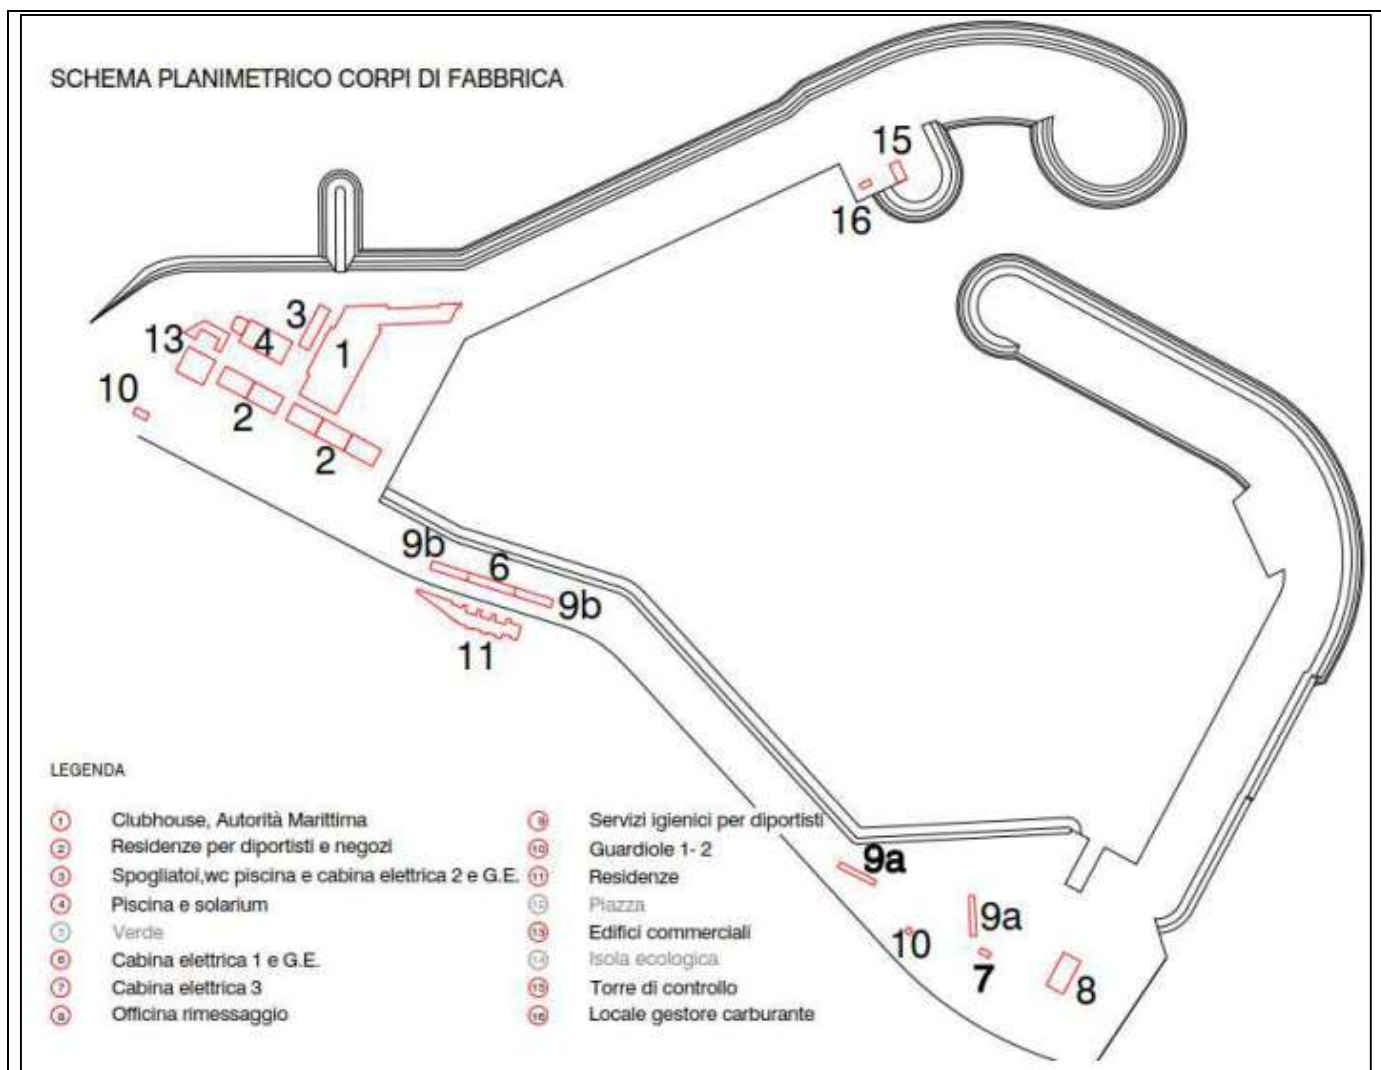 SCHEMA PLANIMETRICO CORPI DI FABBRICA
15
16
3
13
4
1
10
2
2
9b
6
9b
11
9a
9a
10
7
8
LEGENDA
1 Clubhouse, Autorità Marittima
2 Residenze per diportisti e negozi
3 Spogliatoi,wc piscina e cabina elettrica 2 e G.E.
4 Piscina e solarium
5 Verde
6 Cabina elettrica 1 e G.E.
7 Cabina elettrica 3
8 Officina rimessaggio
9 Servizi igienici per diportisti
10 Guardiole 1- 2
11 Residenze
12 Piazza
13 Edifici commerciali
14 Isola ecologica
15 Torre di controllo
16 Locale gestore carburante